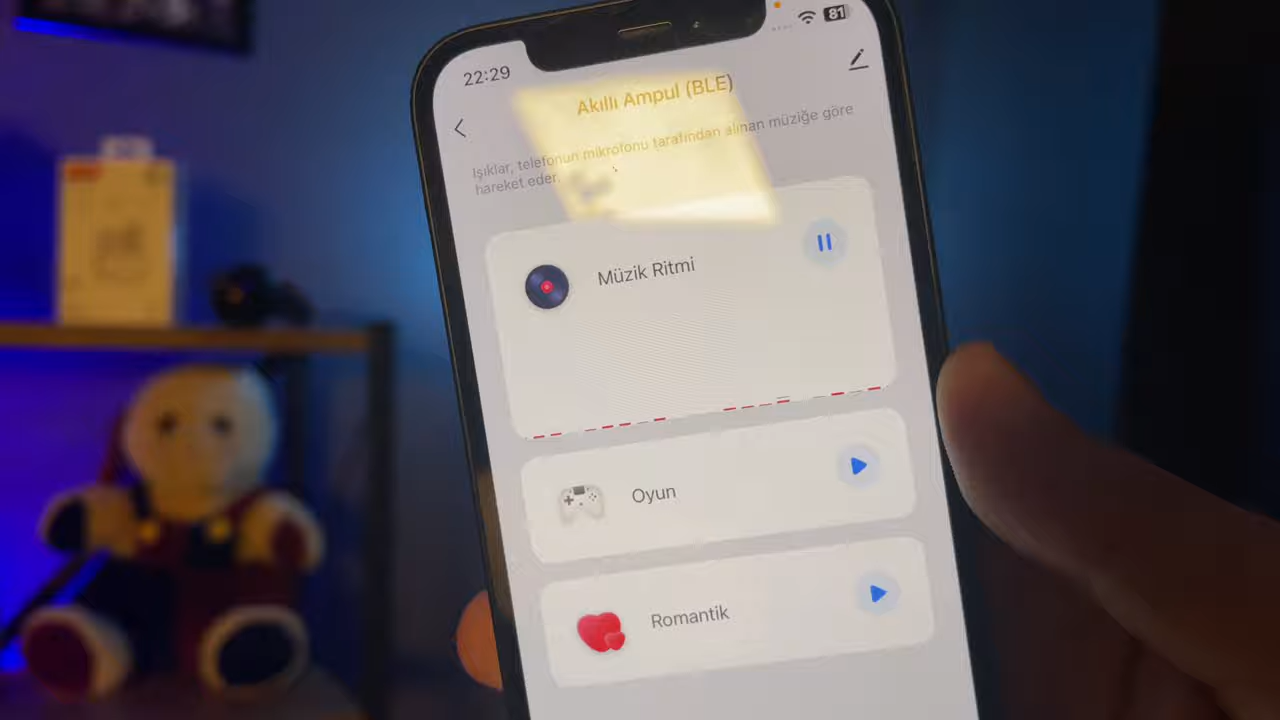 22:29
81
Akıllı Ampul (BLE)
Işıklar, telefonun mikrofonu tarafından alınan müziğe göre
hareket eder.
Müzik Ritmi
Oyun
Romantik